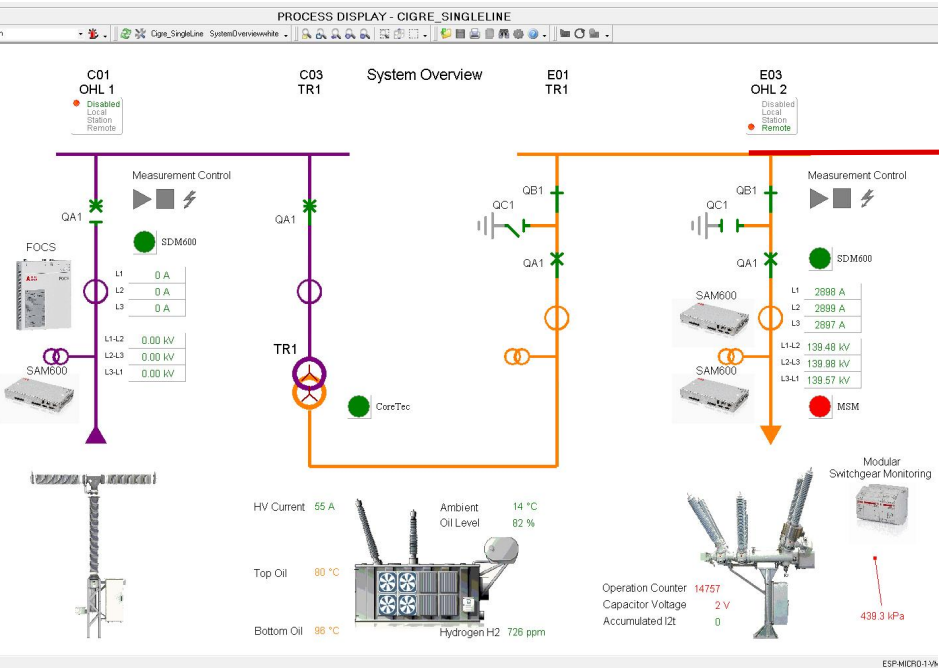 PROCESS DISPLAY - CIGRE_SINGLELINE
Cigre_SingleLine SystemOverviewwhite
C01
OHL 1
Disabled
Local
Station
Remote
C03
TR1
System Overview
E01
TR1
E03
OHL 2
Disabled
Local
Station
Remote
Measurement Control
QA1
SDM600
FOCS
ABB
L1 0 A
L2 0 A
L3 0 A
L1-L2 0.00 kV
L2-L3 0.00 kV
L3-L1 0.00 kV
SAM600
QA1
TR1
CoreTec
QB1
QC1
QA1
QB1
QC1
QA1
Measurement Control
SDM600
SAM600
L1 2898 A
L2 2899 A
L3 2897 A
L1-L2 139.48 kV
L2-L3 139.98 kV
L3-L1 139.57 kV
SAM600
MSM
HV Current 55 A
Top Oil 80 °C
Bottom Oil 96 °C
Ambient 14 °C
Oil Level 82 %
Hydrogen H2 726 ppm
Modular
Switchgear Monitoring
Operation Counter 14757
Capacitor Voltage 2 V
Accumulated I2t 0
439.3 kPa
ESP-MICRO-1-VM